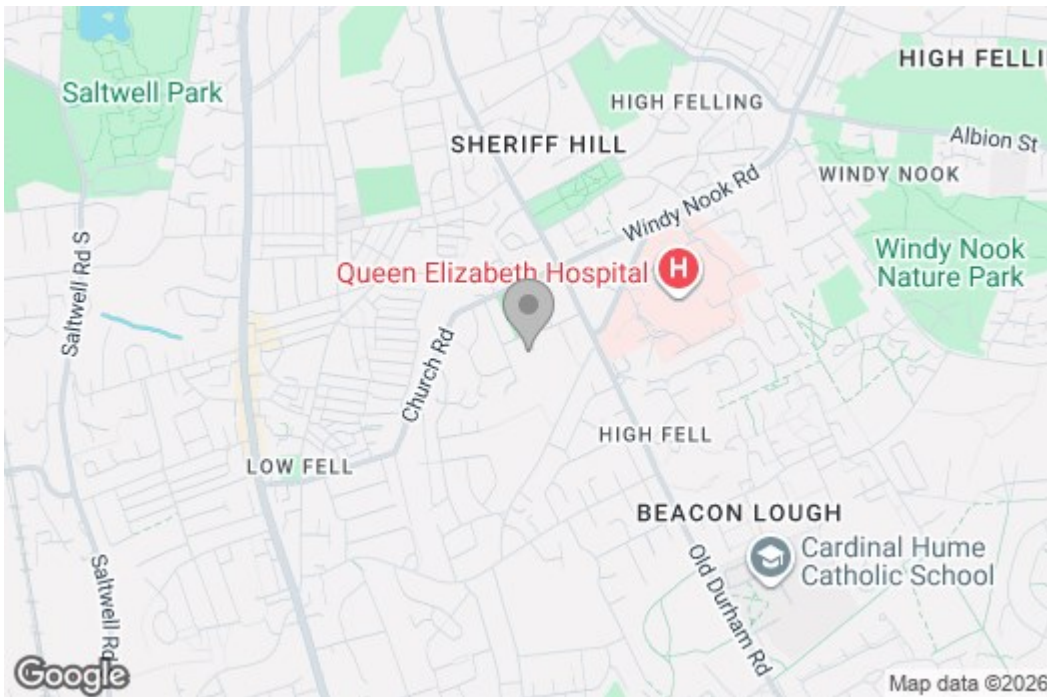 HIGH FELLI
Saltwell Park
HIGH FELLING
SHERIFF HILL
Albion St
WINDY NOOK
Windy Nook Rd
Saltwell Rd S
Windy Nook
Nature Park
Queen Elizabeth Hospital
H
Church Rd
HIGH FELL
LOW FELL
BEACON LOUGH
Cardinal Hume
Catholic School
Old Durham Rd
Saltwell Rd
Google
Map data ©2026